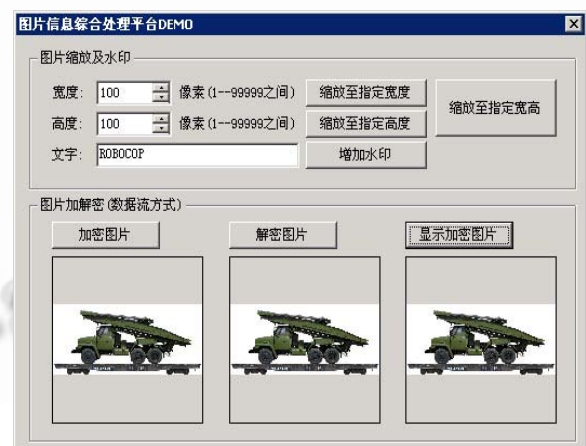 图片信息综合处理平台DEMO
图片缩放及水印
宽度: 100 像素(1--99999之间) 缩放至指定宽度
缩放至指定宽高
高度: 100 像素(1--99999之间) 缩放至指定高度
文字: ROBOCOP 增加水印
图片加解密(数据流方式)
加密图片 解密图片 显示加密图片